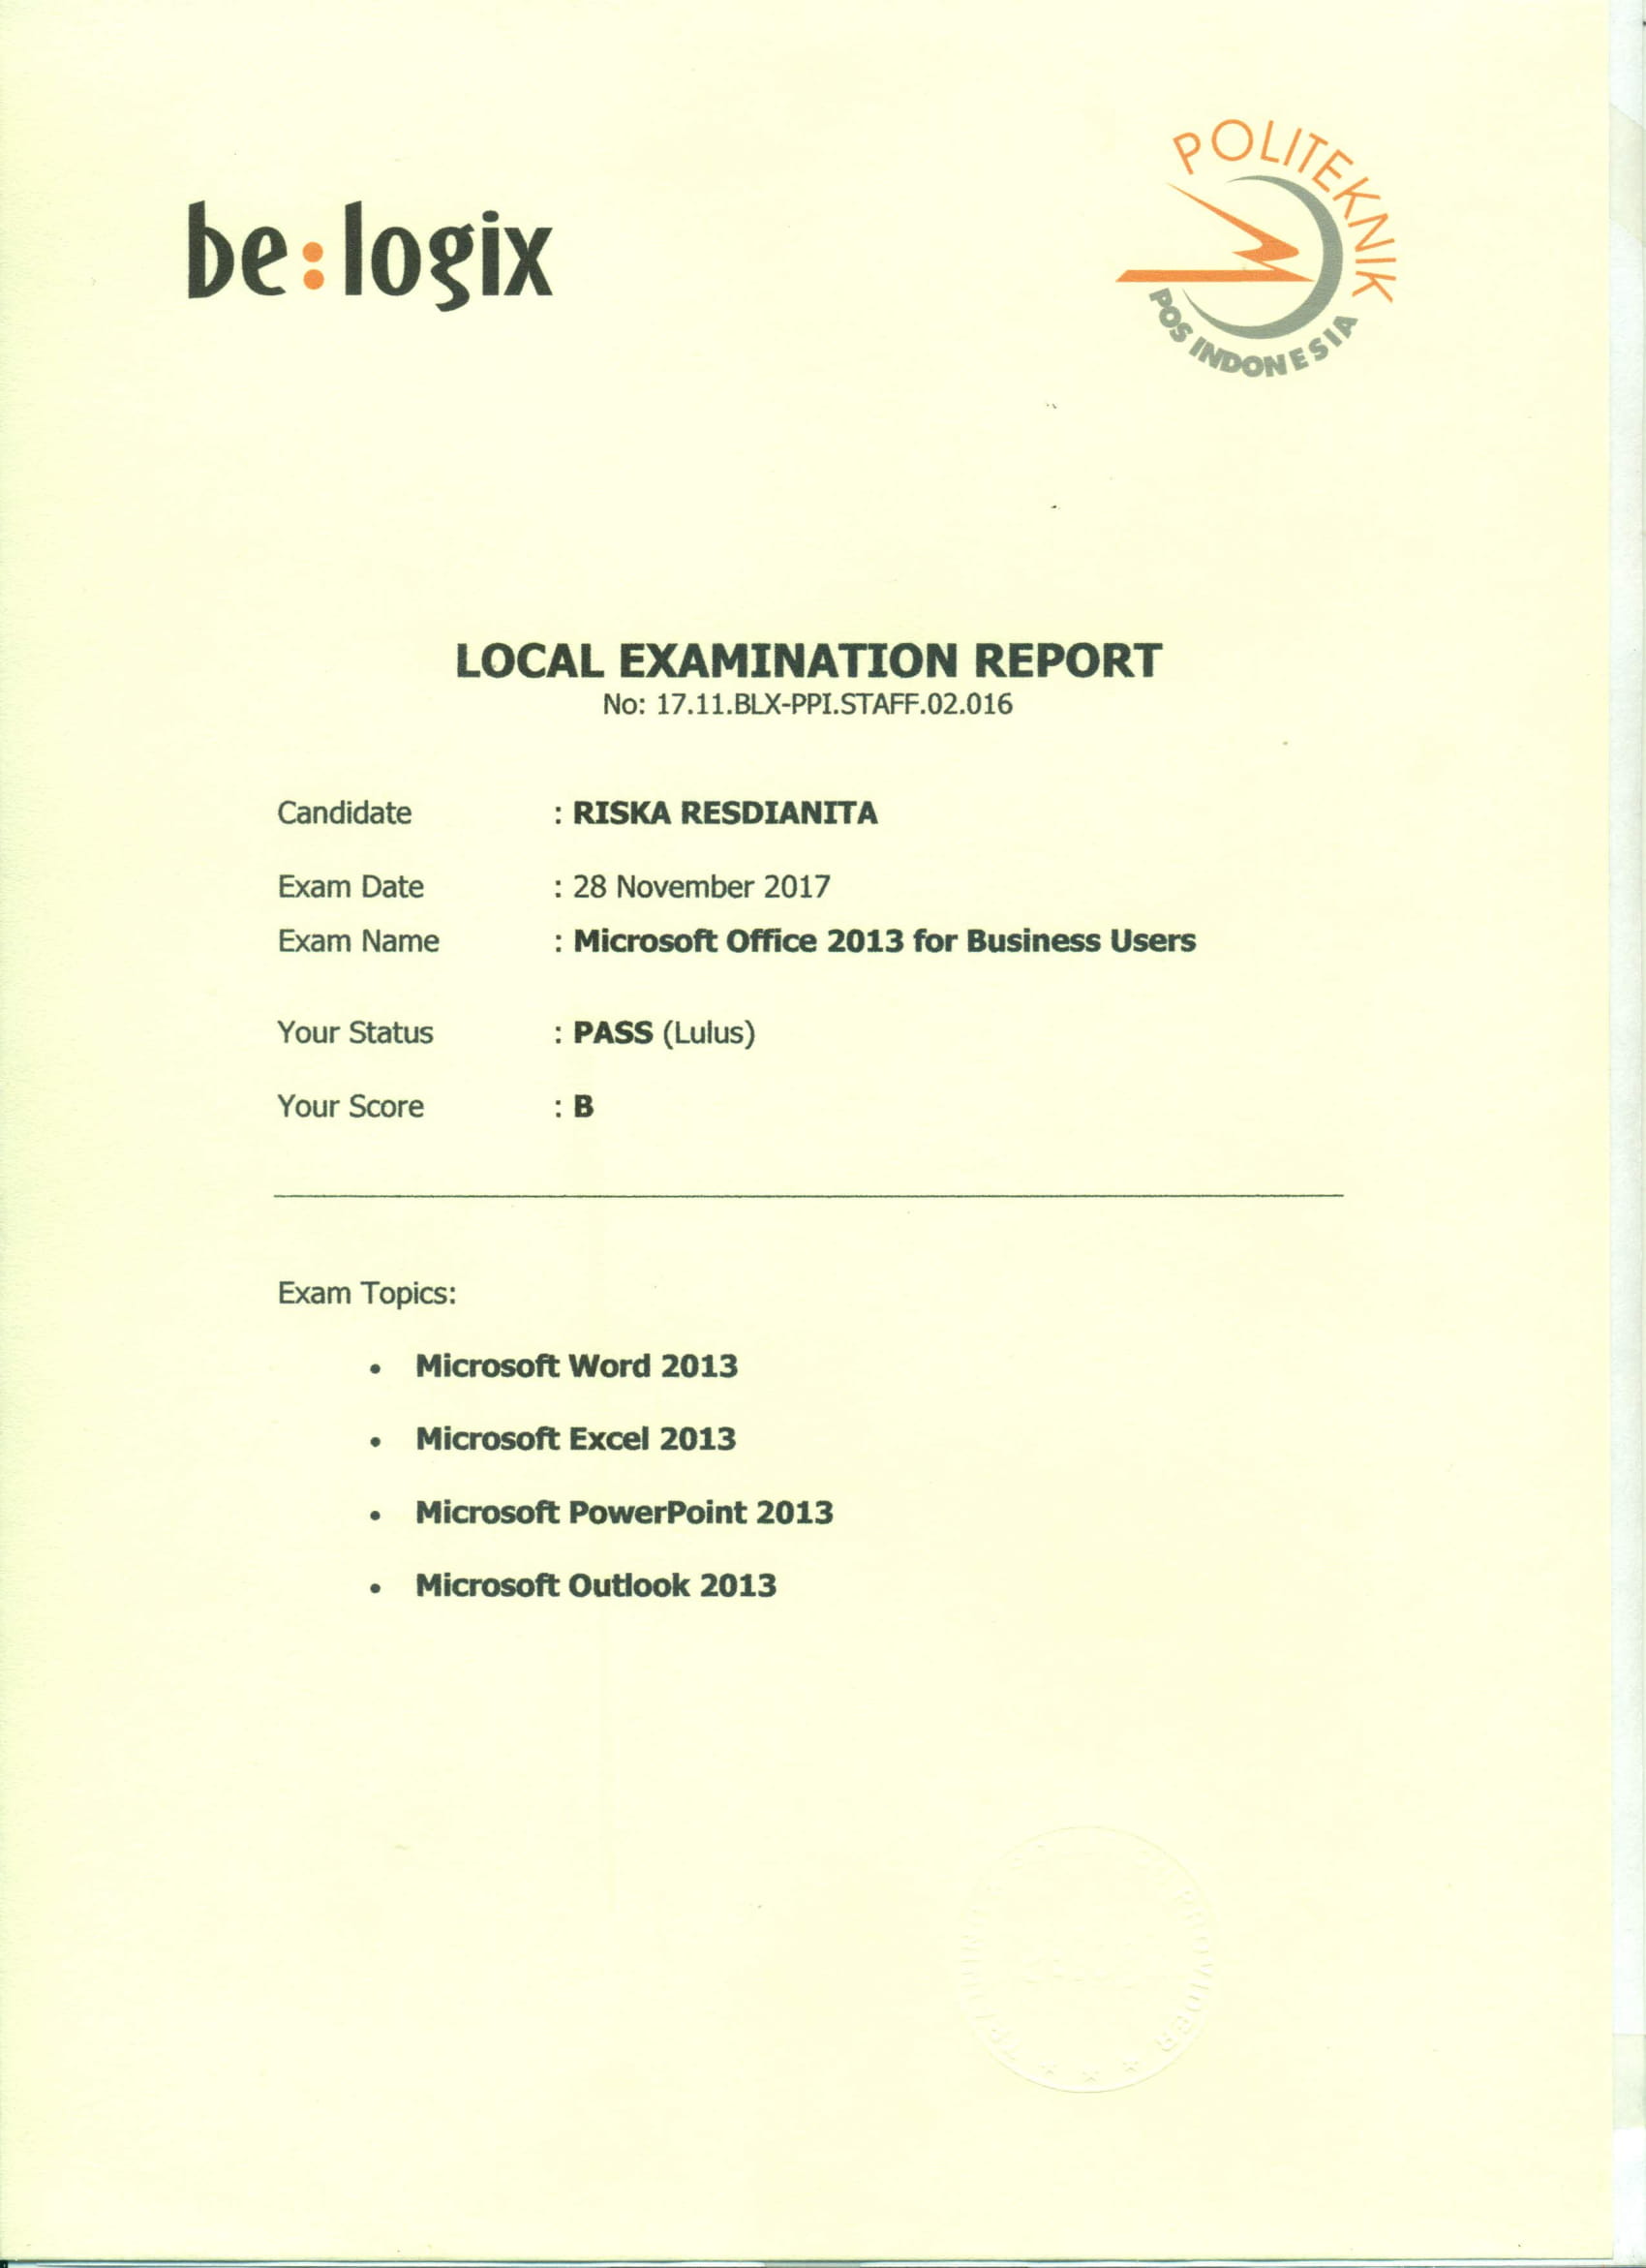 be:logix
POLITEKNIK
POS INDONESIA
LOCAL EXAMINATION REPORT
No: 17.11.BLX-PPI.STAFF.02.016
Candidate : RISKA RESDIANITA
Exam Date : 28 November 2017
Exam Name : Microsoft Office 2013 for Business Users
Your Status : PASS (Lulus)
Your Score : B
Exam Topics:
• Microsoft Word 2013
• Microsoft Excel 2013
• Microsoft PowerPoint 2013
• Microsoft Outlook 2013